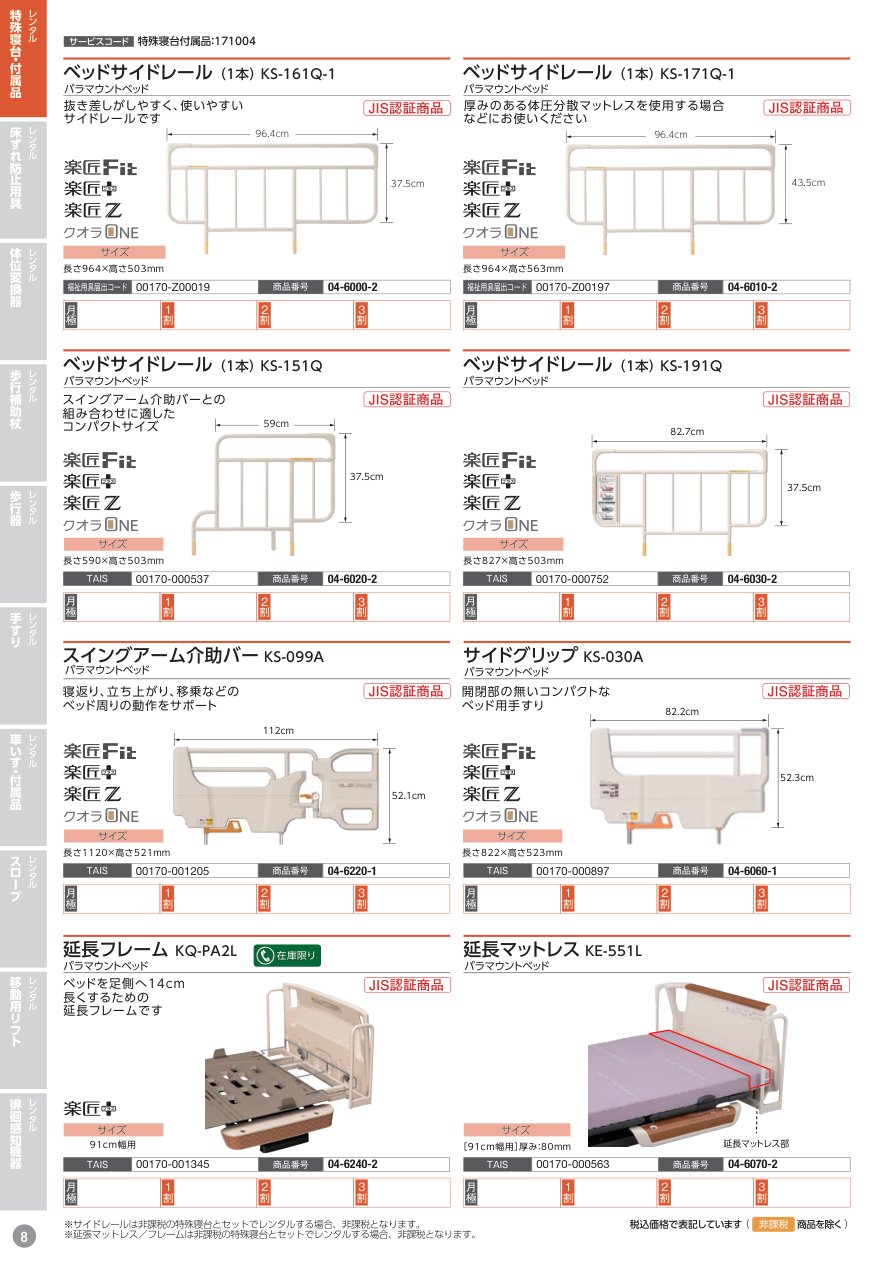 レンタル
特殊寝台・付属品
レンタル
床ずれ防止用具
レンタル
体位変換器
レンタル
歩行補助杖
レンタル
歩行器
レンタル
手すり
レンタル
車いす・付属品
レンタル
スロープ
レンタル
移動用リフト
レンタル
徘徊感知機器
8
サービスコード 特殊寝台付属品:171004
ベッドサイドレール（1本）KS-161Q-1
パラマウントベッド
抜き差しがしやすく、使いやすい
サイドレールです
JIS認証商品
96.4cm
37.5cm
楽匠Fit
楽匠
楽匠Z
クオラONE
サイズ
長さ964×高さ503mm
福祉用具届出コード 00170-Z00019 商品番号 04-6000-2
月極 1割 2割 3割
ベッドサイドレール（1本）KS-171Q-1
パラマウントベッド
厚みのある体圧分散マットレスを使用する場合
などにお使いください
JIS認証商品
96.4cm
43.5cm
楽匠Fit
楽匠
楽匠Z
クオラONE
サイズ
長さ964×高さ563mm
福祉用具届出コード 00170-Z00197 商品番号 04-6010-2
月極 1割 2割 3割
ベッドサイドレール（1本）KS-151Q
パラマウントベッド
スイングアーム介助バーとの
組み合わせに適した
コンパクトサイズ
JIS認証商品
59cm
37.5cm
楽匠Fit
楽匠
楽匠Z
クオラONE
サイズ
長さ590×高さ503mm
TAIS 00170-000537 商品番号 04-6020-2
月極 1割 2割 3割
ベッドサイドレール（1本）KS-191Q
パラマウントベッド
JIS認証商品
82.7cm
37.5cm
楽匠Fit
楽匠
楽匠Z
クオラONE
サイズ
長さ827×高さ503mm
TAIS 00170-000752 商品番号 04-6030-2
月極 1割 2割 3割
スイングアーム介助バー KS-099A
パラマウントベッド
寝返り、立ち上がり、移乗などの
ベッド周りの動作をサポート
JIS認証商品
112cm
52.1cm
楽匠Fit
楽匠
楽匠Z
クオラONE
サイズ
長さ1120×高さ521mm
TAIS 00170-001205 商品番号 04-6220-1
月極 1割 2割 3割
サイドグリップ KS-030A
パラマウントベッド
開閉部の無いコンパクトな
ベッド用手すり
JIS認証商品
82.2cm
52.3cm
楽匠Fit
楽匠
楽匠Z
クオラONE
サイズ
長さ822×高さ523mm
TAIS 00170-000897 商品番号 04-6060-1
月極 1割 2割 3割
延長フレーム KQ-PA2L
在庫限り
パラマウントベッド
ベッドを足側へ14cm
長くするための
延長フレームです
JIS認証商品
楽匠
サイズ
91cm幅用
TAIS 00170-001345 商品番号 04-6240-2
月極 1割 2割 3割
延長マットレス KE-551L
パラマウントベッド
JIS認証商品
サイズ
[91cm幅用]厚み:80mm
延長マットレス部
TAIS 00170-000563 商品番号 04-6070-2
月極 1割 2割 3割
※サイドレールは非課税の特殊寝台とセットでレンタルする場合、非課税となります。
※延張マットレス／フレームは非課税の特殊寝台とセットでレンタルする場合、非課税となります。
税込価格で表記しています（ 非課税 商品を除く）